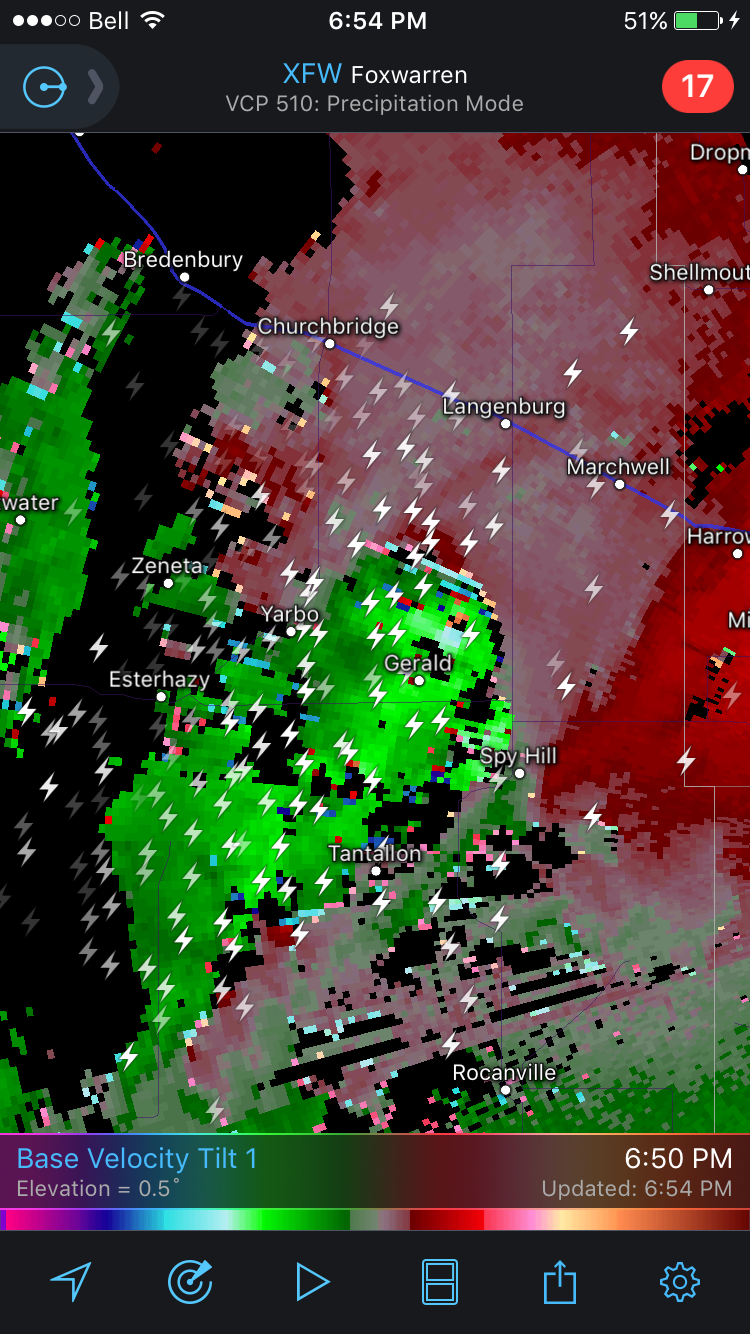 Bell 6:54 PM 51%
XFW Foxwarren
VCP 510: Precipitation Mode
17
Dropm
Bredenbury
Shellmout
Churchbridge
Langenburg
Marchwell
water
Harrow
Zeneta
Yarbo
Mi
Gerald
Esterhazy
Spy Hill
Tantallon
Rocanville
Base Velocity Tilt 1 6:50 PM
Elevation = 0.5° Updated: 6:54 PM